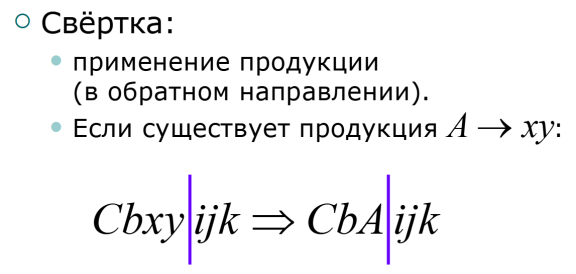 Свёртка:
применение продукции
(в обратном направлении).
Если существует продукция A → xy:
Cbxy|ijk ⇒ CbA|ijk